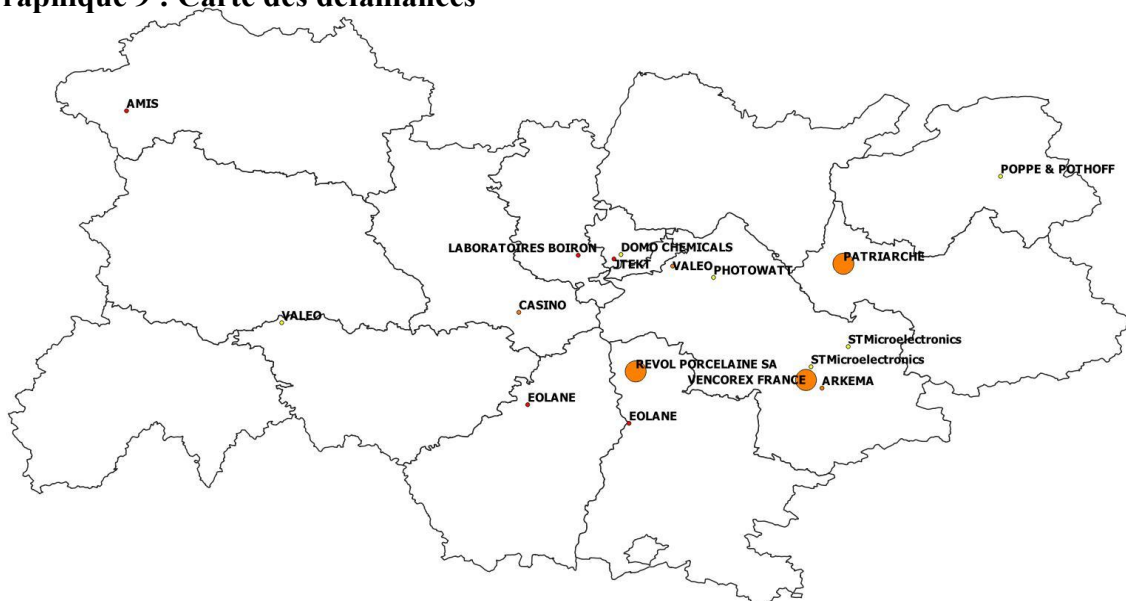 raphique 9 : Carte des défaillances
AMIS
POPPE & POTHOFF
LABORATOIRES BOIRON
DOMO CHEMICALS
JTEKT
VALEO
PHOTOWATT
PATRIARCHE
CASINO
VALEO
STMicroelectronics
STMicroelectronics
REVOL PORCELAINE SA
VENCOREX FRANCE
ARKEMA
EOLANE
EOLANE